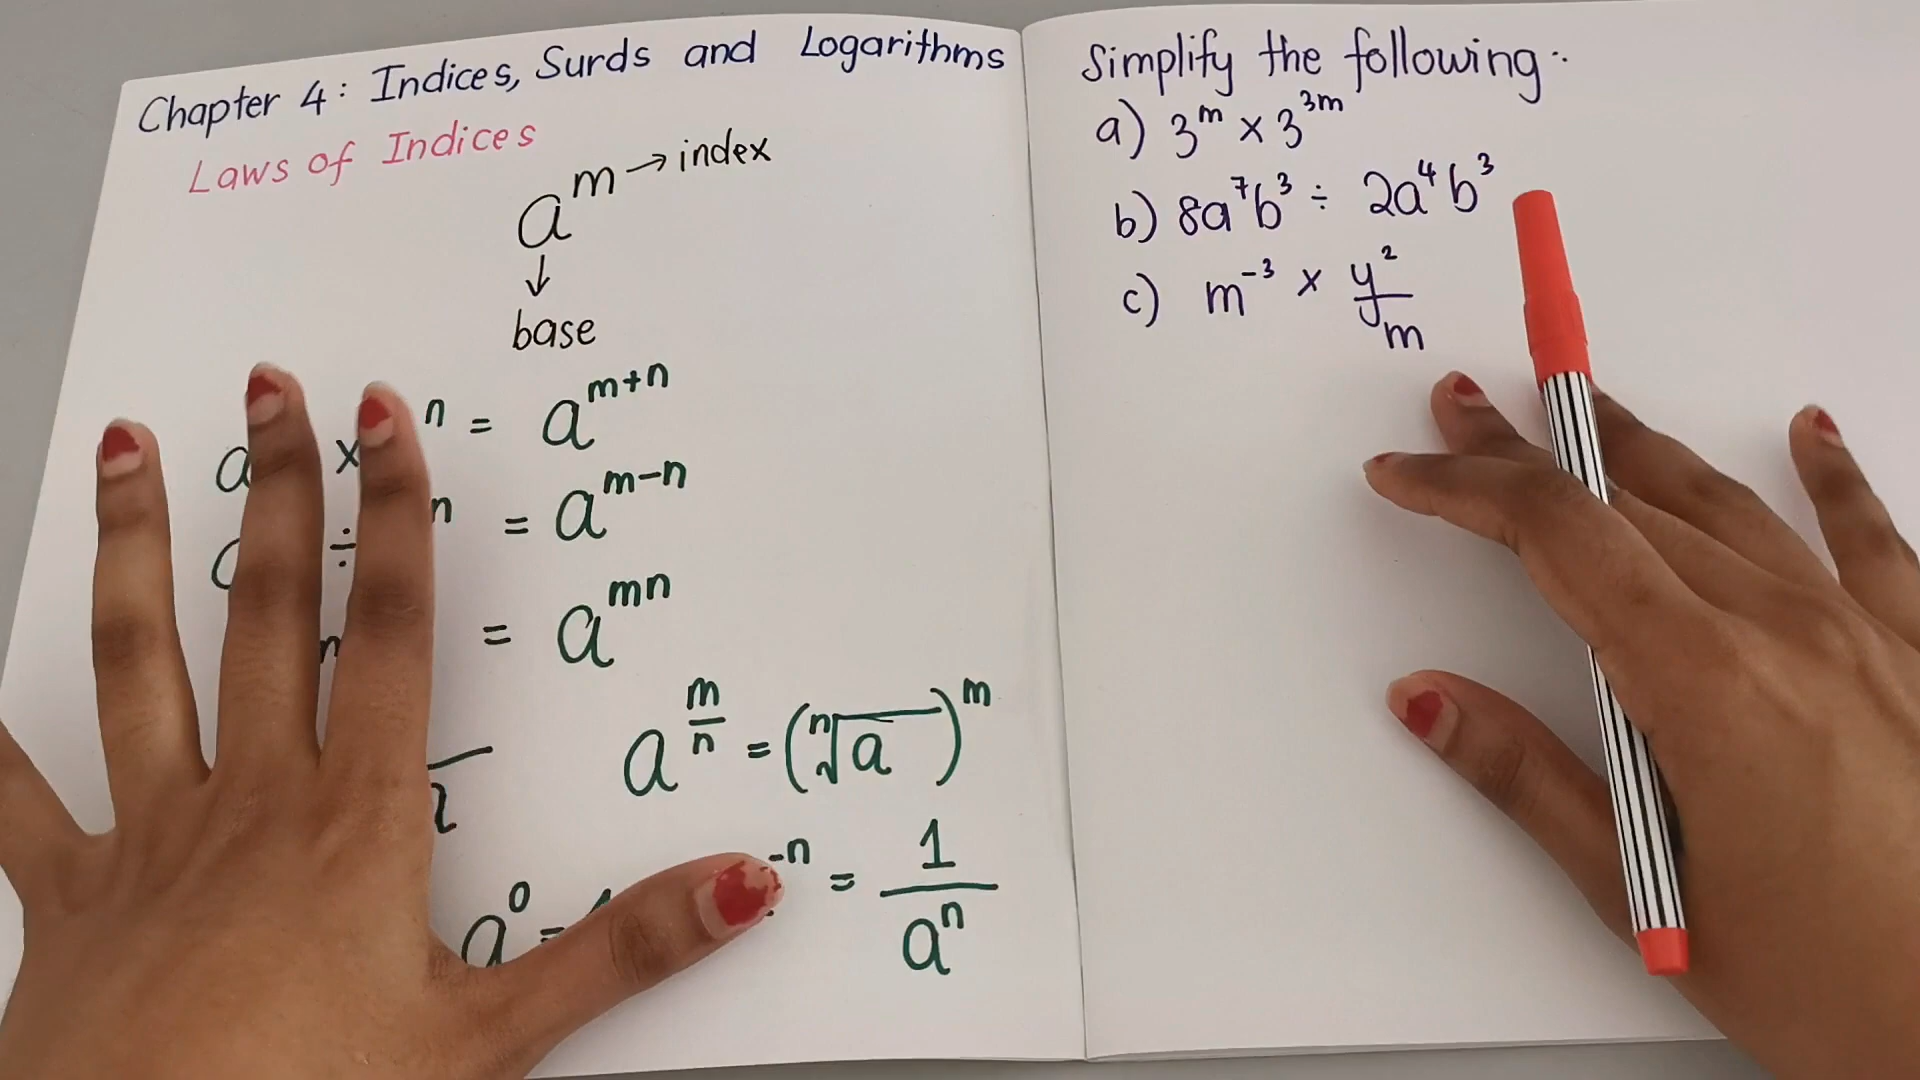 Chapter 4: Indices, Surds and Logarithms
Laws of Indices
a^m → index
↓
base
a × ^n = a^(m+n)
÷ ^n = a^(m-n)
= a^(mn)
a^(m/n) = (ⁿ√a)^m
a^0 =
^(-n) = 1/a^n
Simplify the following:
a) 3^m × 3^(3m)
b) 8a^7b^3 ÷ 2a^4b^3
c) m^(-3) × y^2/m